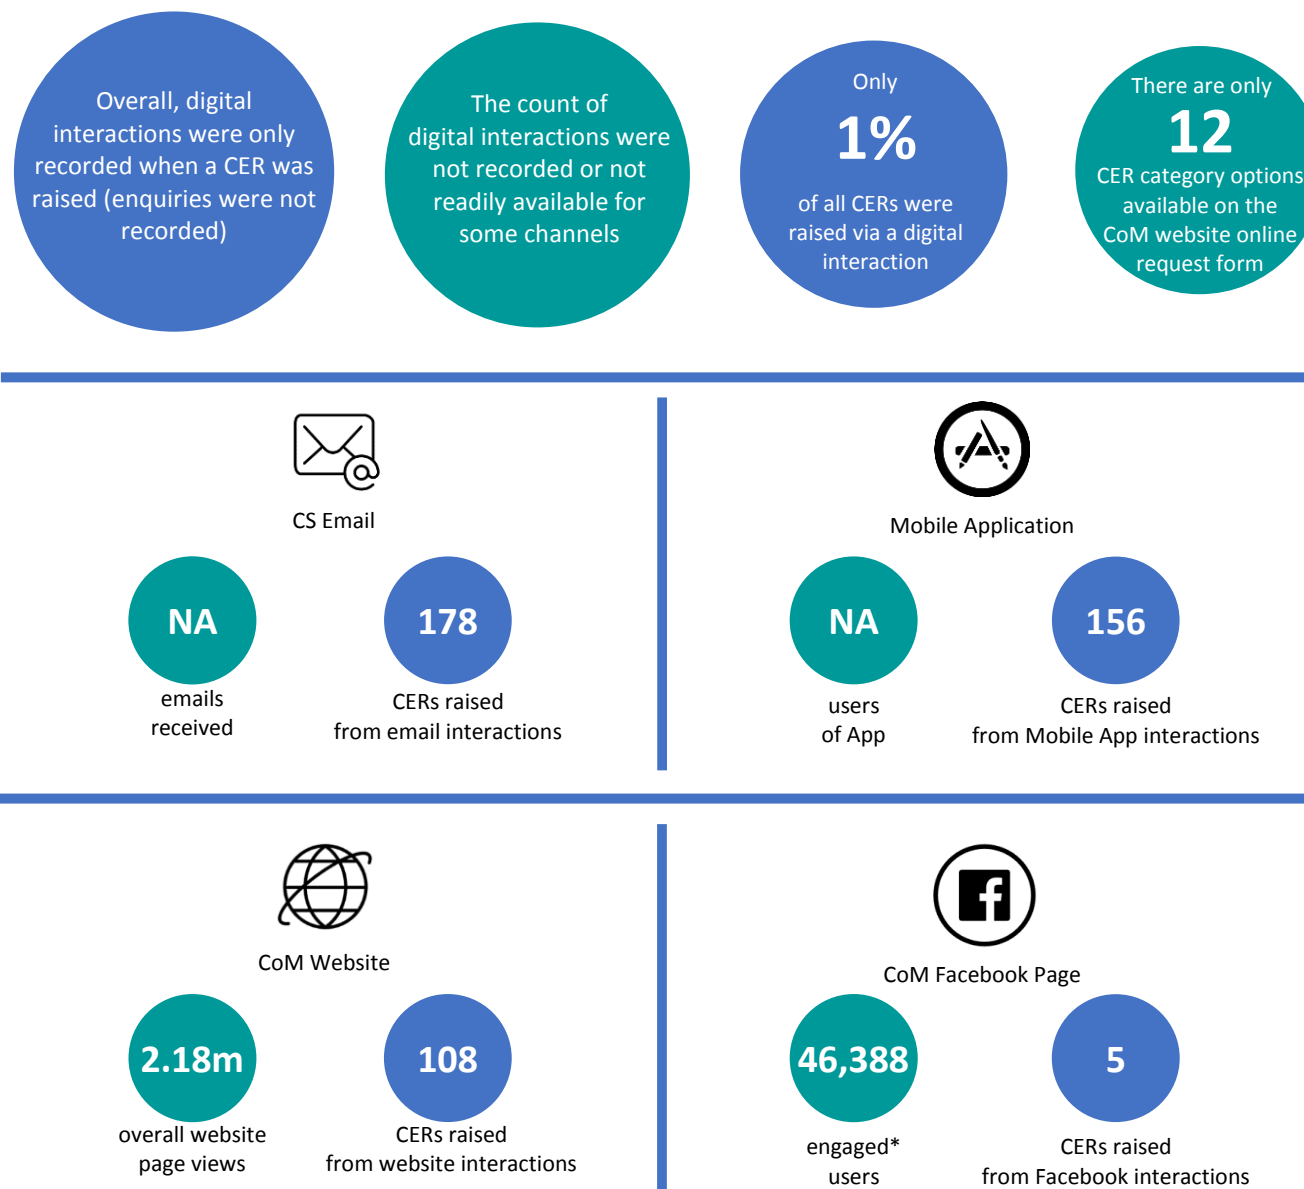 Overall, digital
interactions were only
recorded when a CER was
raised (enquiries were not
recorded)
The count of
digital interactions were
not recorded or not
readily available for
some channels
Only
1%
of all CERs were
raised via a digital
interaction
There are only
12
CER category options
available on the
CoM website online
request form
CS Email
NA
emails
received
178
CERs raised
from email interactions
Mobile Application
NA
users
of App
156
CERs raised
from Mobile App interactions
CoM Website
2.18m
overall website
page views
108
CERs raised
from website interactions
CoM Facebook Page
46,388
engaged*
users
5
CERs raised
from Facebook interactions